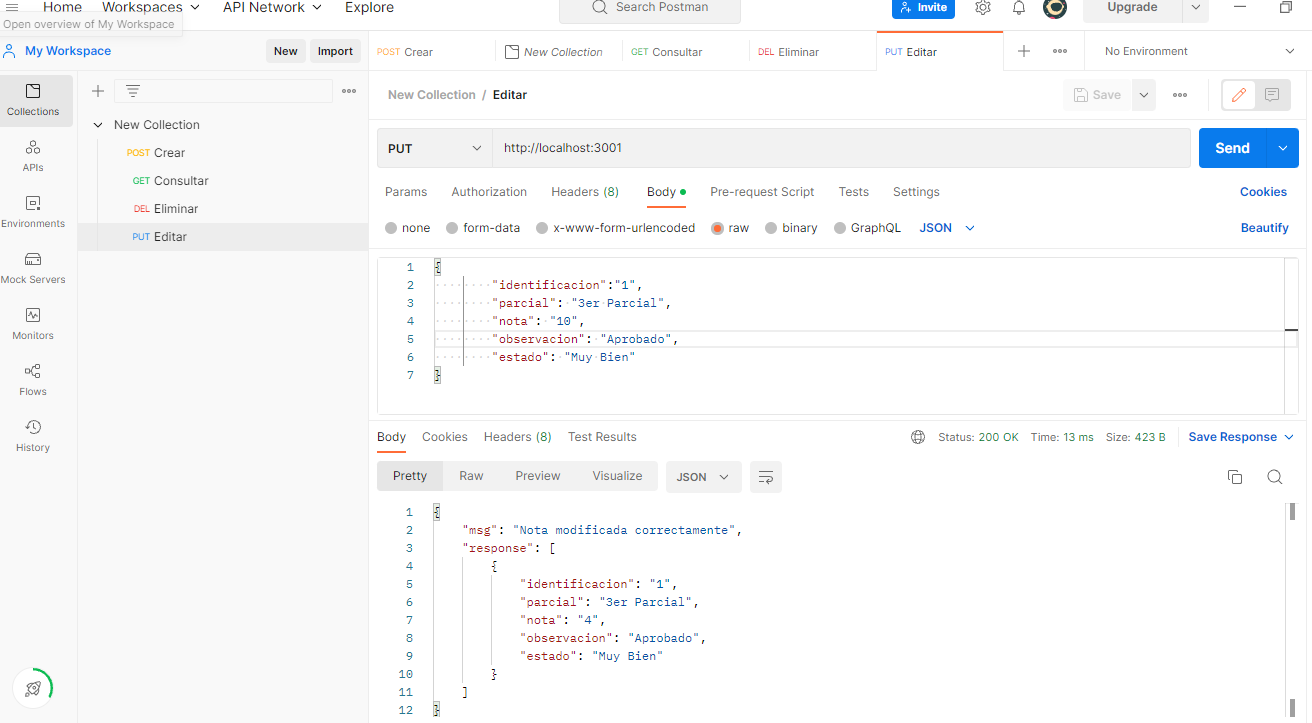 Home Workspaces API Network Explore Search Postman Invite Upgrade
Open overview of My Workspace
My Workspace New Import POST Crear New Collection GET Consultar DEL Eliminar PUT Editar No Environment
Collections
APIs
Environments
Mock Servers
Monitors
Flows
History
New Collection
POST Crear
GET Consultar
DEL Eliminar
PUT Editar
New Collection / Editar Save
PUT http://localhost:3001 Send
Params Authorization Headers (8) Body Pre-request Script Tests Settings Cookies
none form-data x-www-form-urlencoded raw binary GraphQL JSON Beautify
1 {
2 "identificacion":"1",
3 "parcial": "3er Parcial",
4 "nota": "10",
5 "observacion": "Aprobado",
6 "estado": "Muy Bien"
7 }
Body Cookies Headers (8) Test Results Status: 200 OK Time: 13 ms Size: 423 B Save Response
Pretty Raw Preview Visualize JSON
1 {
2 "msg": "Nota modificada correctamente",
3 "response": [
4 {
5 "identificacion": "1",
6 "parcial": "3er Parcial",
7 "nota": "4",
8 "observacion": "Aprobado",
9 "estado": "Muy Bien"
10 }
11 ]
12 }